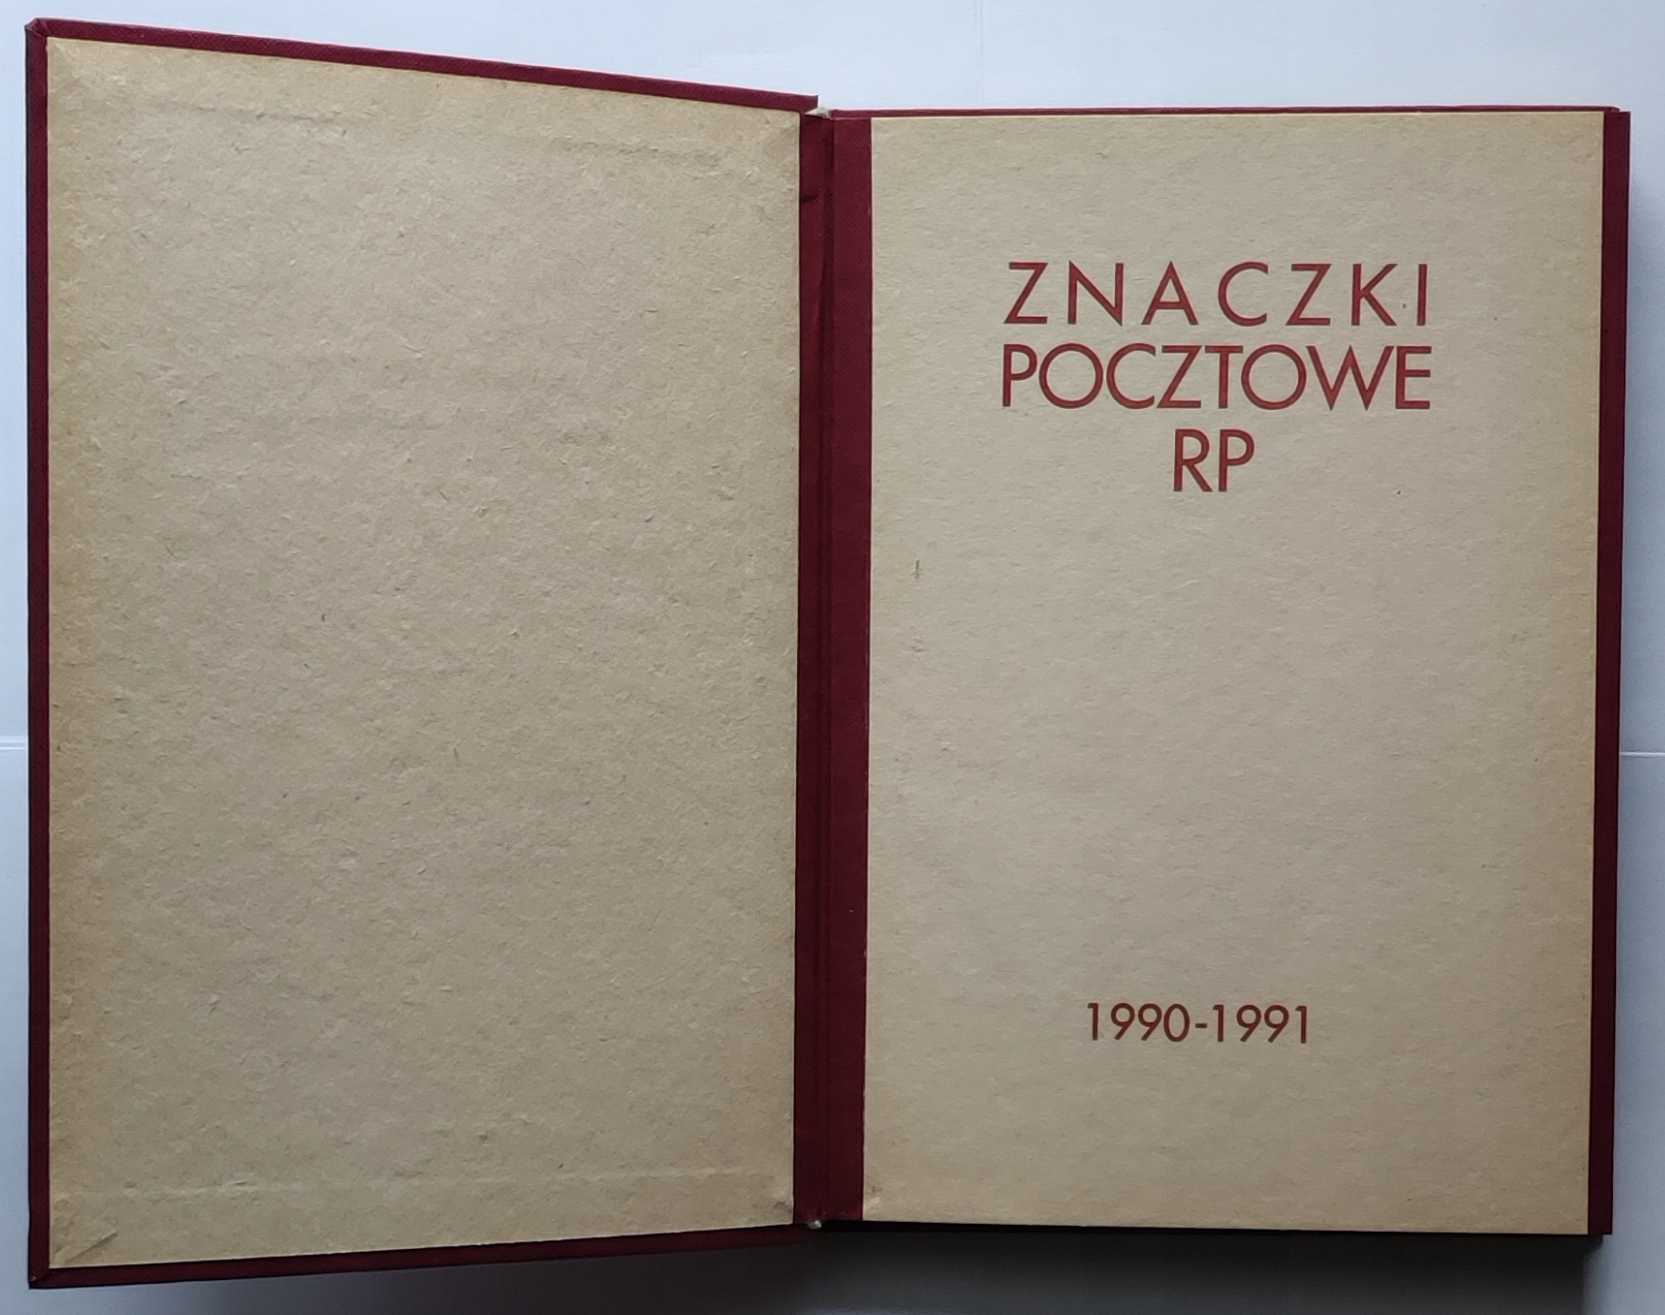 ZNACZKI
POCZTOWE
RP
1990-1991